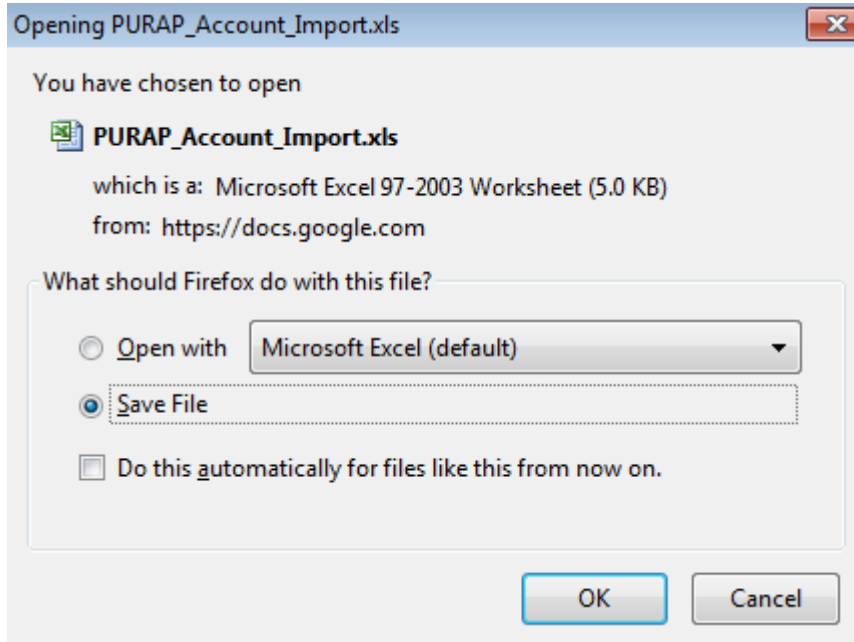 Opening PURAP_Account_Import.xls
You have chosen to open
PURAP_Account_Import.xls
which is a: Microsoft Excel 97-2003 Worksheet (5.0 KB)
from: https://docs.google.com
What should Firefox do with this file?
Open with Microsoft Excel (default)
Save File
Do this automatically for files like this from now on.
OK Cancel